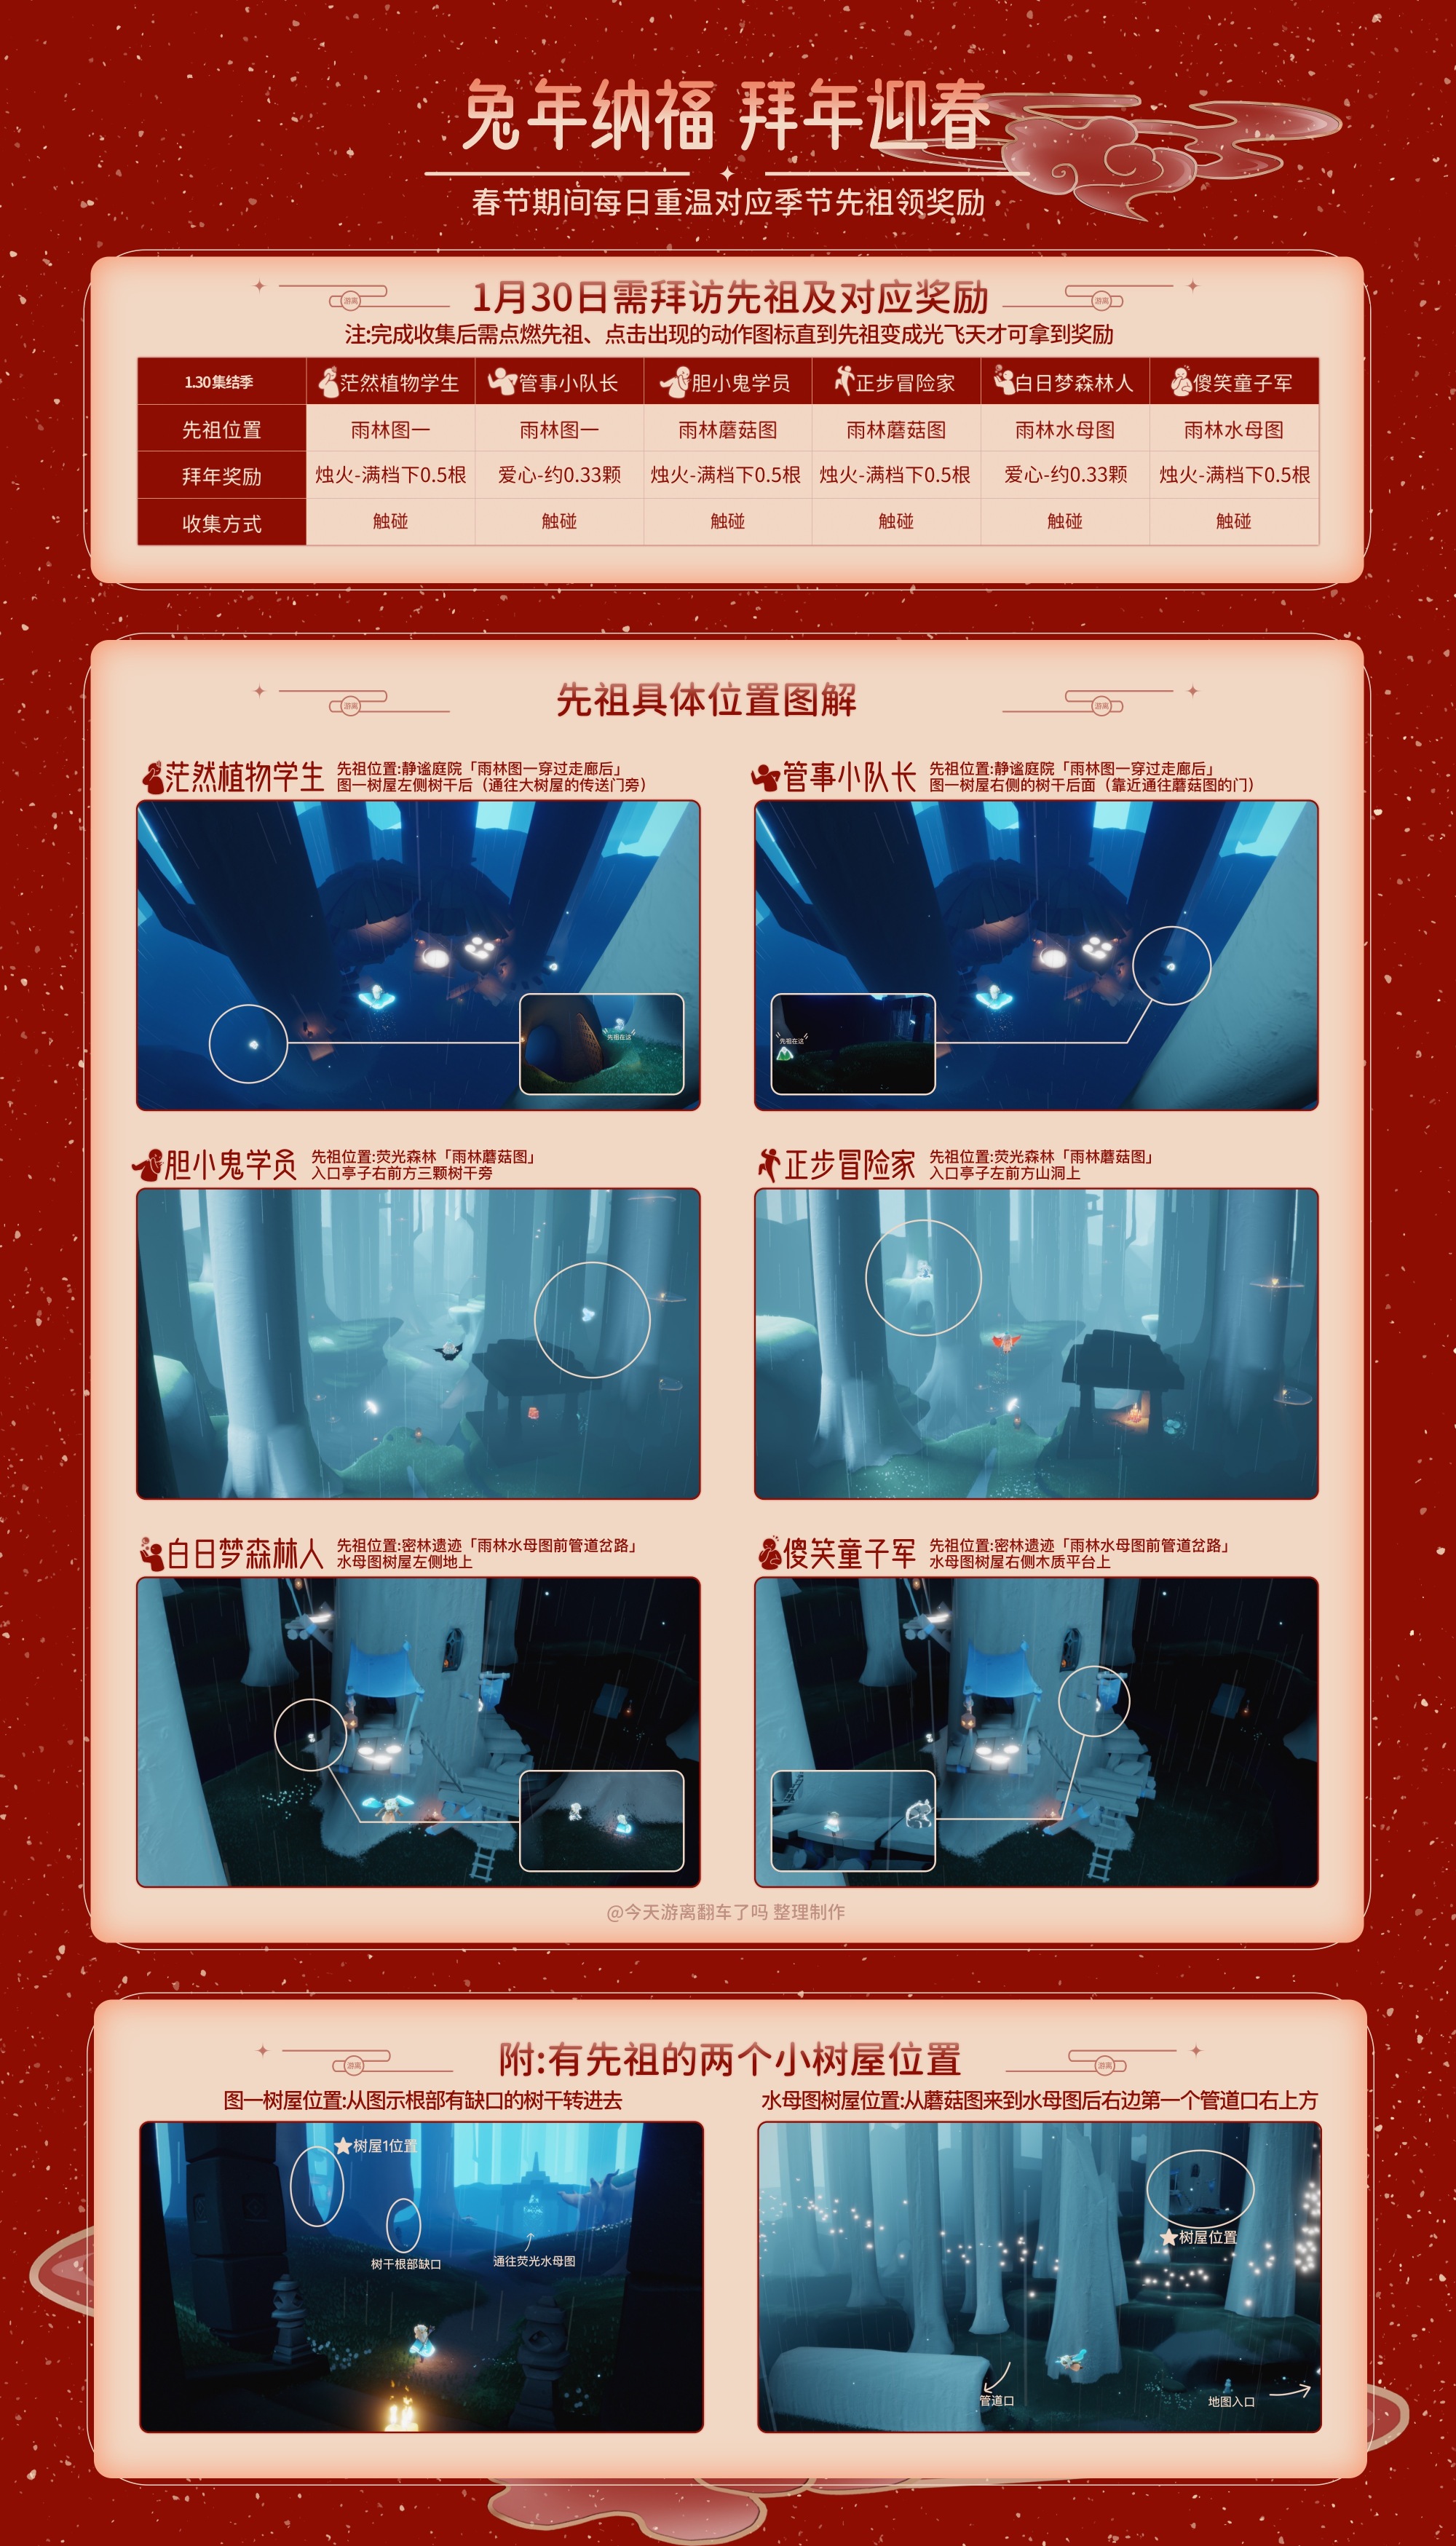 兔年纳福 拜年迎春
春节期间每日重温对应季节先祖领奖励
游离
1月30日需拜访先祖及对应奖励
游离
注:完成收集后需点燃先祖、点击出现的动作图标直到先祖变成光飞天才可拿到奖励
1.30集结季 茫然植物学生 管事小队长 胆小鬼学员 正步冒险家 白日梦森林人 傻笑童子军
先祖位置 雨林图一 雨林图一 雨林蘑菇图 雨林蘑菇图 雨林水母图 雨林水母图
拜年奖励 烛火-满档下0.5根 爱心-约0.33颗 烛火-满档下0.5根 烛火-满档下0.5根 爱心-约0.33颗 烛火-满档下0.5根
收集方式 触碰 触碰 触碰 触碰 触碰 触碰
游离
先祖具体位置图解
游离
茫然植物学生
先祖位置:静谧庭院「雨林图一穿过走廊后」
图一树屋左侧树干后（通往大树屋的传送门旁）
先祖在这
管事小队长
先祖位置:静谧庭院「雨林图一穿过走廊后」
图一树屋右侧的树干后面（靠近通往蘑菇图的门）
先祖在这
胆小鬼学员
先祖位置:荧光森林「雨林蘑菇图」
入口亭子右前方三颗树干旁
正步冒险家
先祖位置:荧光森林「雨林蘑菇图」
入口亭子左前方山洞上
白日梦森林人
先祖位置:密林遗迹「雨林水母图前管道岔路」
水母图树屋左侧地上
傻笑童子军
先祖位置:密林遗迹「雨林水母图前管道岔路」
水母图树屋右侧木质平台上
@今天游离翻车了吗 整理制作
游离
附:有先祖的两个小树屋位置
游离
图一树屋位置:从图示根部有缺口的树干转进去
树屋1位置
树干根部缺口
通往荧光水母图
水母图树屋位置:从蘑菇图来到水母图后右边第一个管道口右上方
树屋位置
管道口
地图入口